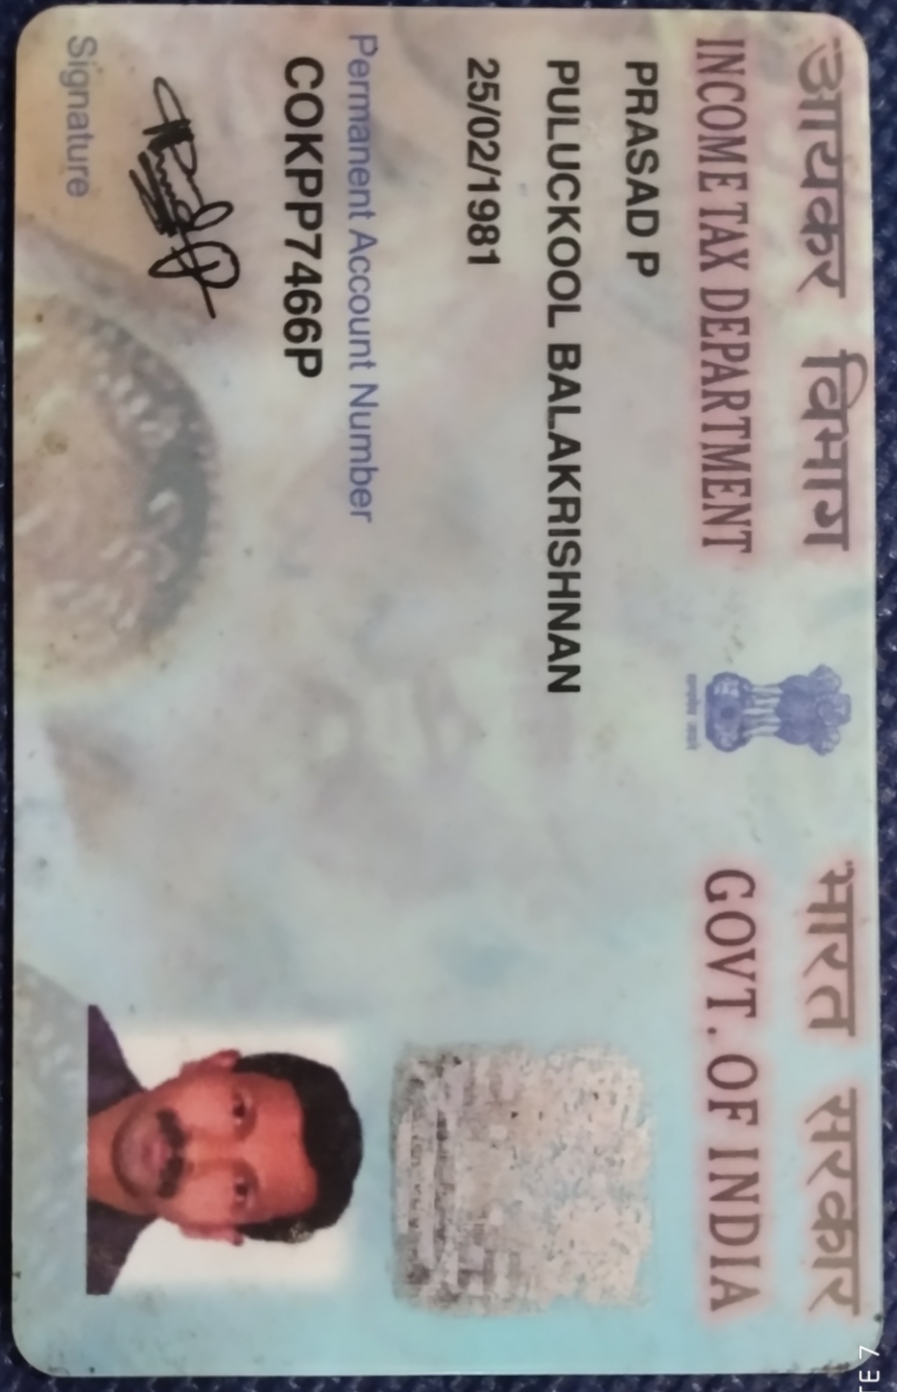 आयकर विभाग
INCOME TAX DEPARTMENT
भारत सरकार
GOVT. OF INDIA
PRASAD P
PULUCKOOL BALAKRISHNAN
25/02/1981
Permanent Account Number
COKPP7466P
Signature